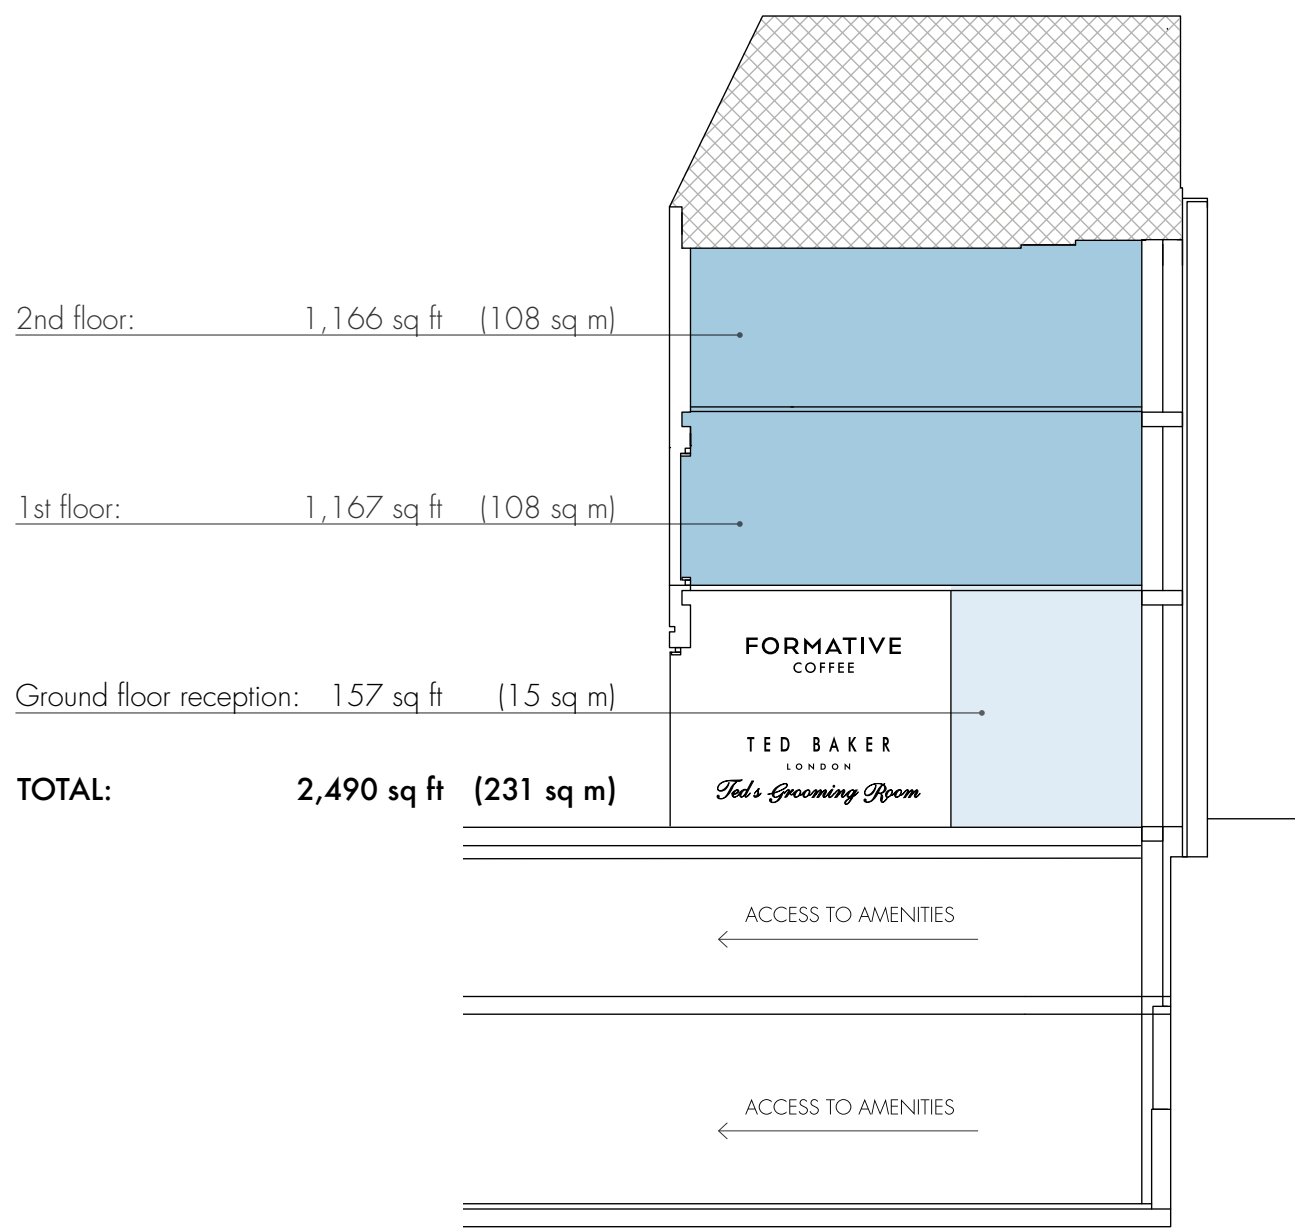 2nd floor: 1,166 sq ft (108 sq m)
1st floor: 1,167 sq ft (108 sq m)
FORMATIVE
COFFEE
Ground floor reception: 157 sq ft (15 sq m)
TED BAKER
LONDON
Ted's Grooming Room
TOTAL: 2,490 sq ft (231 sq m)
ACCESS TO AMENITIES
ACCESS TO AMENITIES